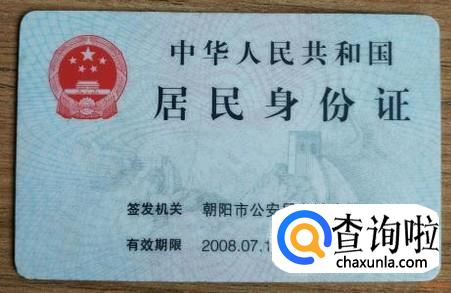 中华人民共和国
居民身份证
签发机关 朝阳市公安
有效期限 2008.07.1
查询啦
chaxunla.com